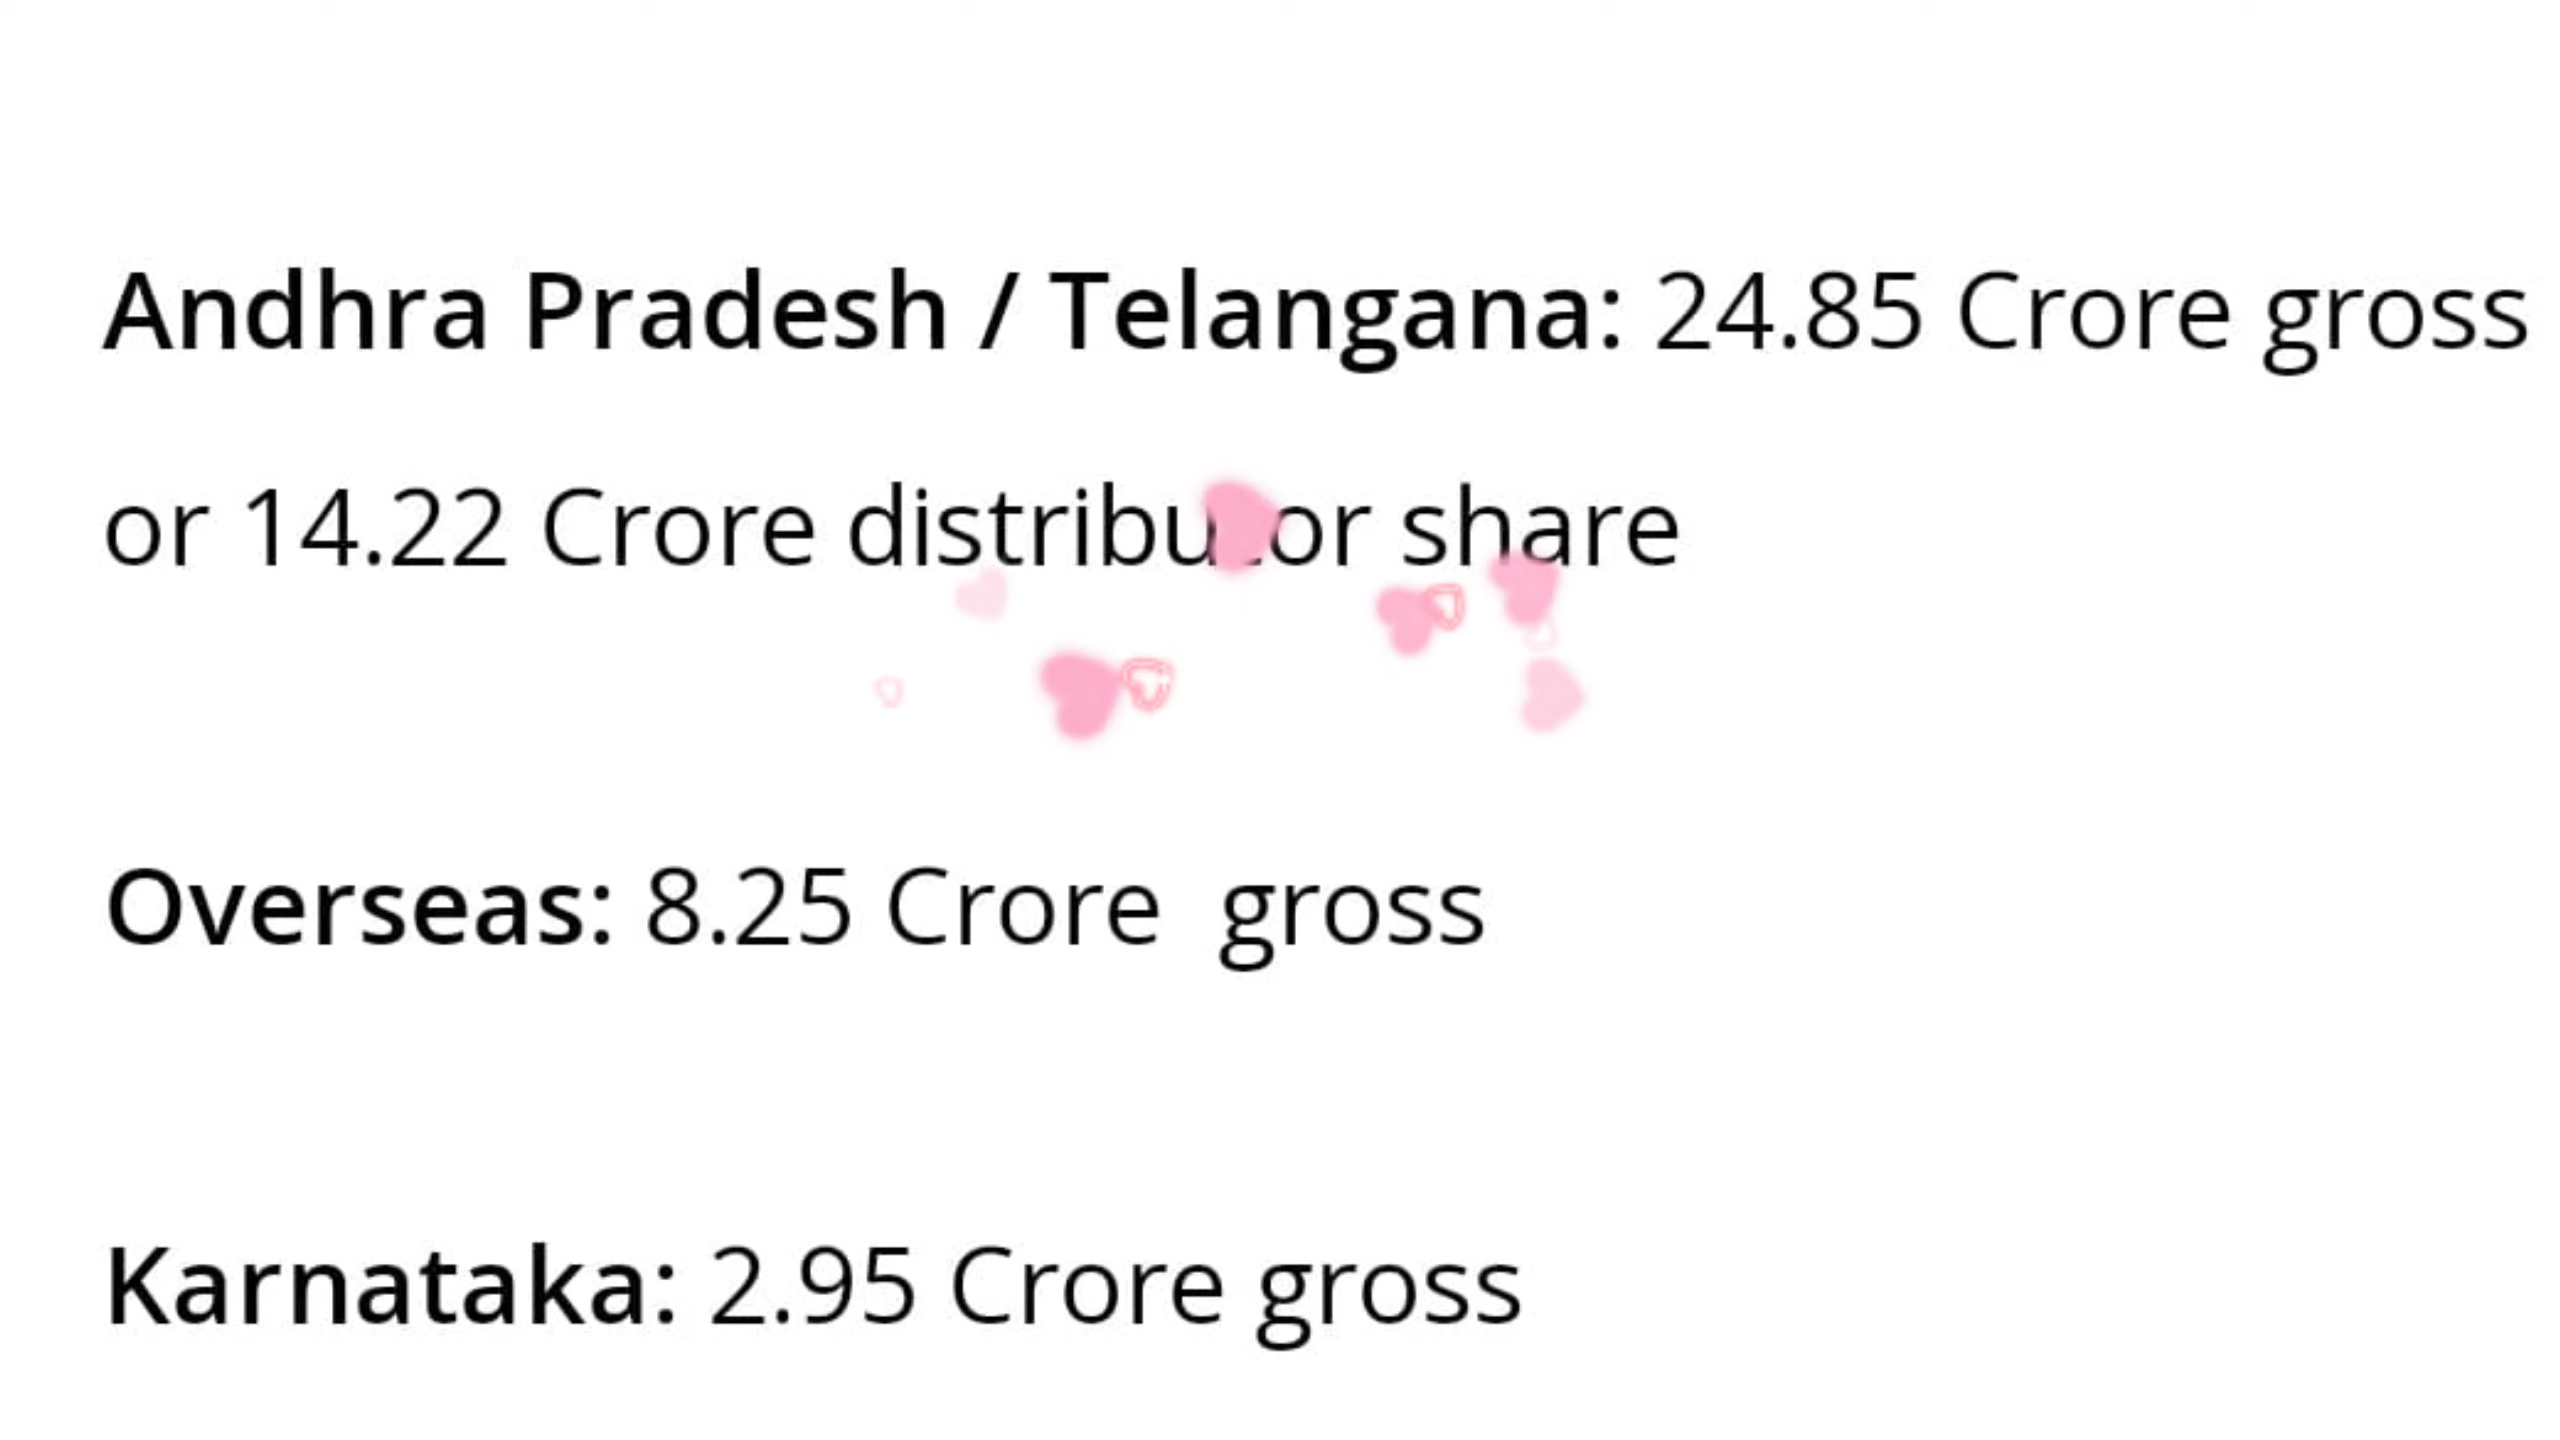 Andhra Pradesh / Telangana: 24.85 Crore gross
or 14.22 Crore distributor share
Overseas: 8.25 Crore  gross
Karnataka: 2.95 Crore gross